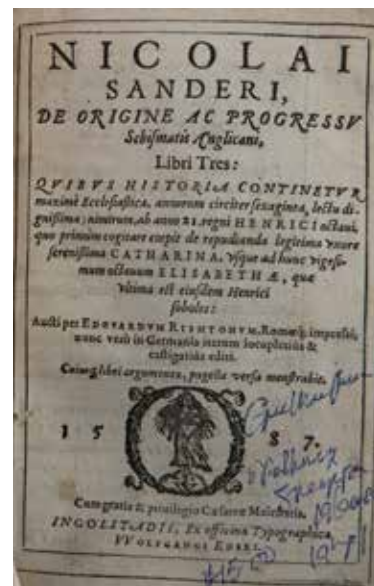 NICOLAI
SANDERI,
DE ORIGINE AC PROGRESSV
Schismatis Anglicani,
Libri Tres:
QVIBVS HISTORIA CONTINETVR
maximè Ecclesiastica, annorum circiter sexaginta, lectu di-
gnissima; nimirum, ab anno 21. regni HENRICI octaui,
quo primùm cogitare cœpit de repudianda legitima vxore
serenissima CATHARINA, vsque ad hunc vigesi-
mum octauum ELISABETHÆ, quæ
vltima est eiusdem Henrici
soboles:
Aucti per EDOVARDVM RISHTONVM, Romæq; impressi,
nunc verò in Germania iterum locupletiùs &
castigatiùs editi.
Cuiusq; libri argumenta, pagella versa monstrabit.
15 87.
Cum gratia & priuilegio Cæsareæ Maiestatis.
INGOLSTADII, Ex officina Typographica
VVOLFGANGI EDERI.